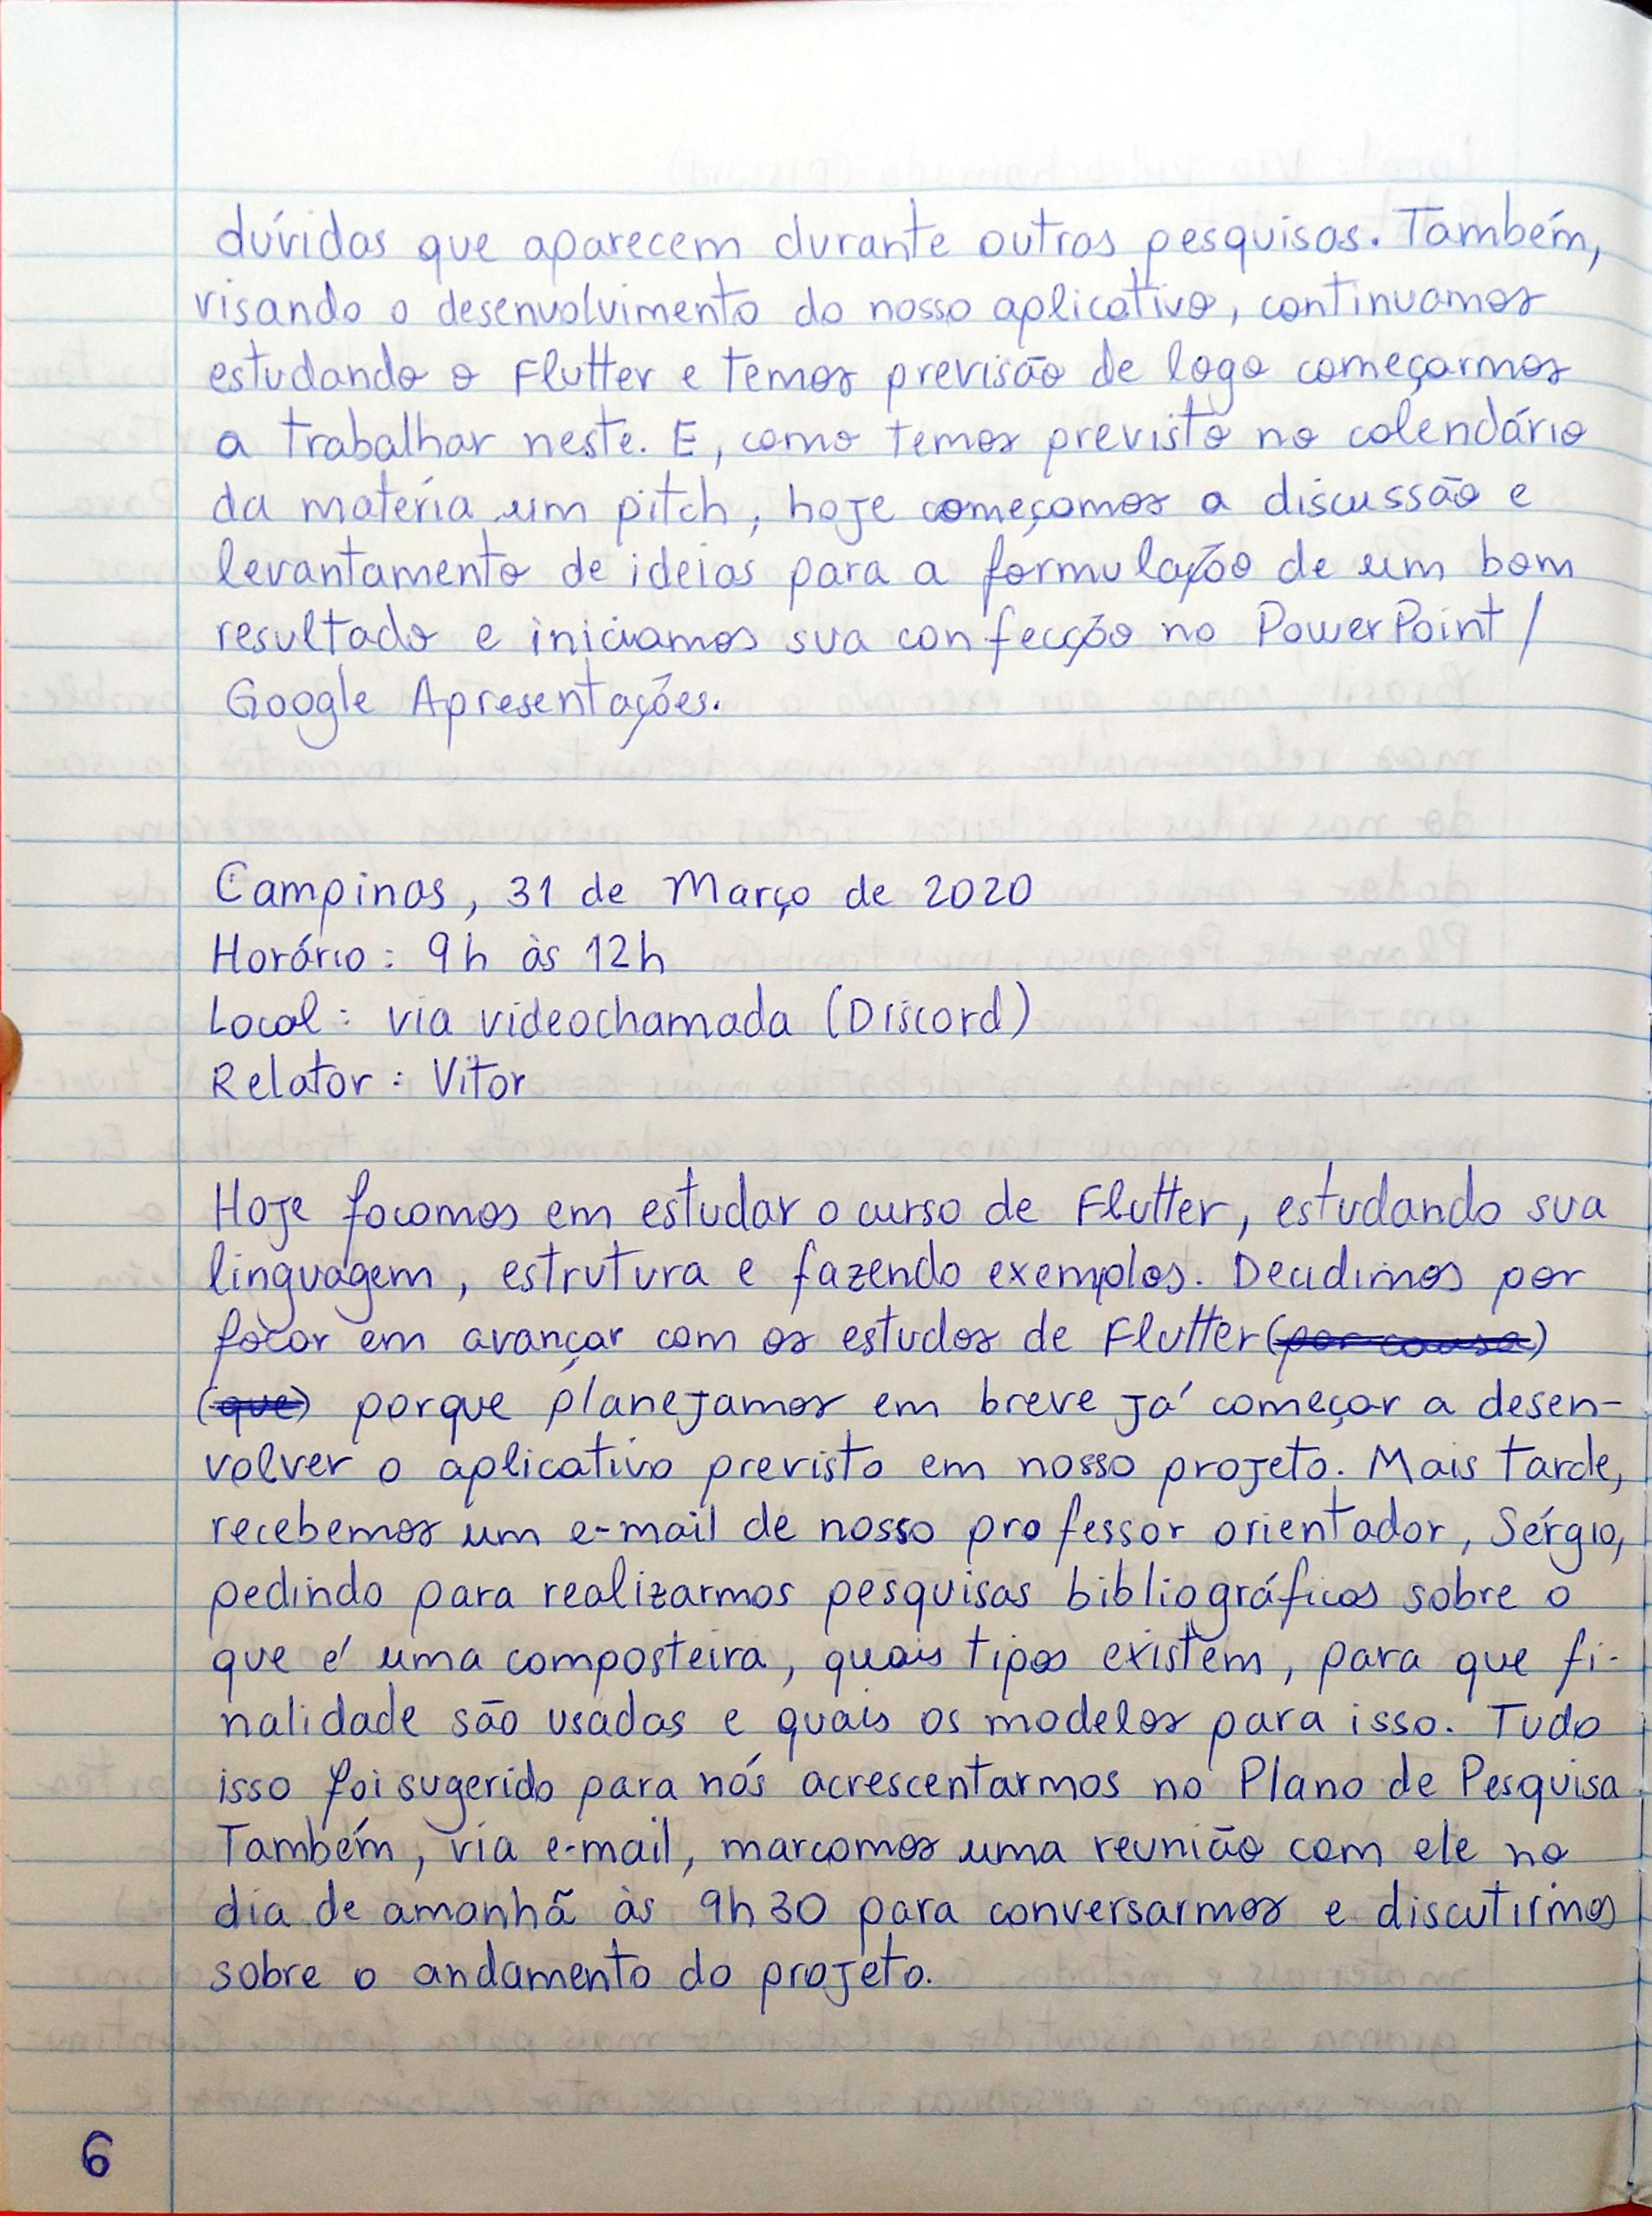 dúvidas que aparecem durante outras pesquisas. Também,
visando o desenvolvimento do nosso aplicativo, continuamos
estudando o Flutter e temos previsão de logo começarmos
a trabalhar neste. E, como temos previsto no calendário
da materia um pitch, hoje começamos a discussão e
levantamento de ideias para a formulação de um bom
resultado e iniciamos sua confecção no PowerPoint/
Google Apresentações.
Campinas, 31 de Março de 2020
Horário: 9h às 12h
Local: via videochamada (Discord)
Relator: Vitor
Hoje focamos em estudar o curso de Flutter, estudando sua
linguagem, estrutura e fazendo exemplos. Decidimos por
focar em avançar com os estudos de Flutter (por causa)
(que) porque planejamos em breve já começar a desen-
volver o aplicativo previsto em nosso projeto. Mais tarde,
recebemos um e-mail de nosso professor orientador, Sérgio,
pedindo para realizarmos pesquisas bibliográficas sobre o
que é uma composteira, quais tipos existem, para que fi-
nalidade são usadas e quais os modelos para isso. Tudo
isso foi sugerido para nós acrescentarmos no Plano de Pesquisa.
Também, via e-mail, marcamos uma reunião com ele no
dia de amanhã às 9h30 para conversarmos e discutirmos
sobre o andamento do projeto.
6